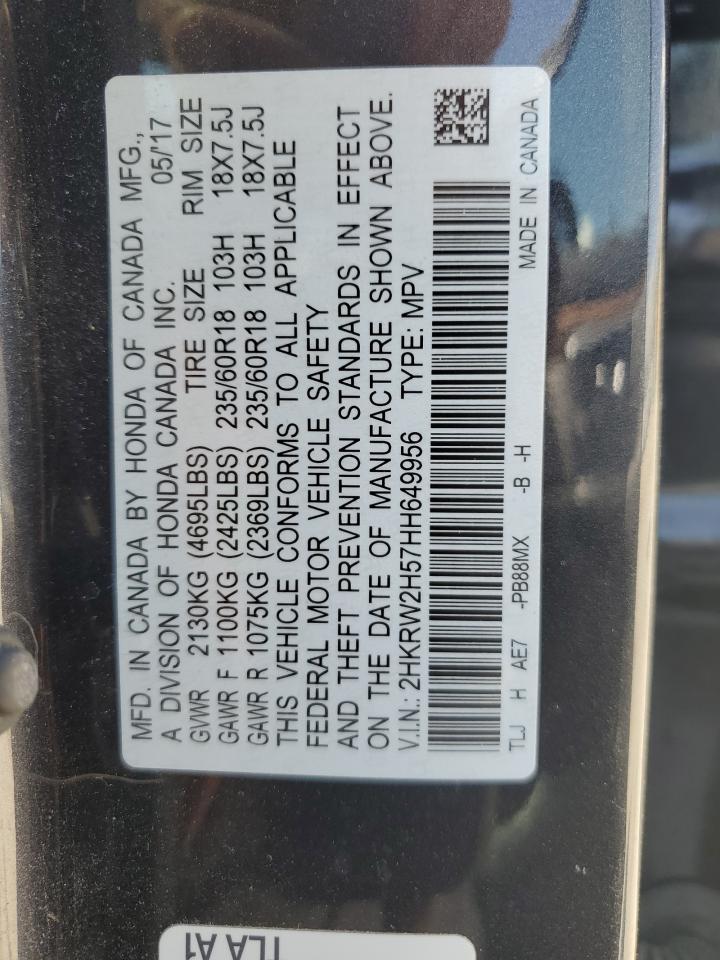 MFD. IN CANADA BY HONDA OF CANADA MFG.,
A DIVISION OF HONDA CANADA INC. 05/17
GVWR 2130KG (4695LBS) TIRE SIZE RIM SIZE
GAWR F 1100KG (2425LBS) 235/60R18 103H 18X7.5J
GAWR R 1075KG (2369LBS) 235/60R18 103H 18X7.5J
THIS VEHICLE CONFORMS TO ALL APPLICABLE
FEDERAL MOTOR VEHICLE SAFETY
AND THEFT PREVENTION STANDARDS IN EFFECT
ON THE DATE OF MANUFACTURE SHOWN ABOVE.
V.I.N.: 2HKRW2H57HH649956 TYPE: MPV
TLJ H AE7 -PB88MX -B -H MADE IN CANADA
TLA A1